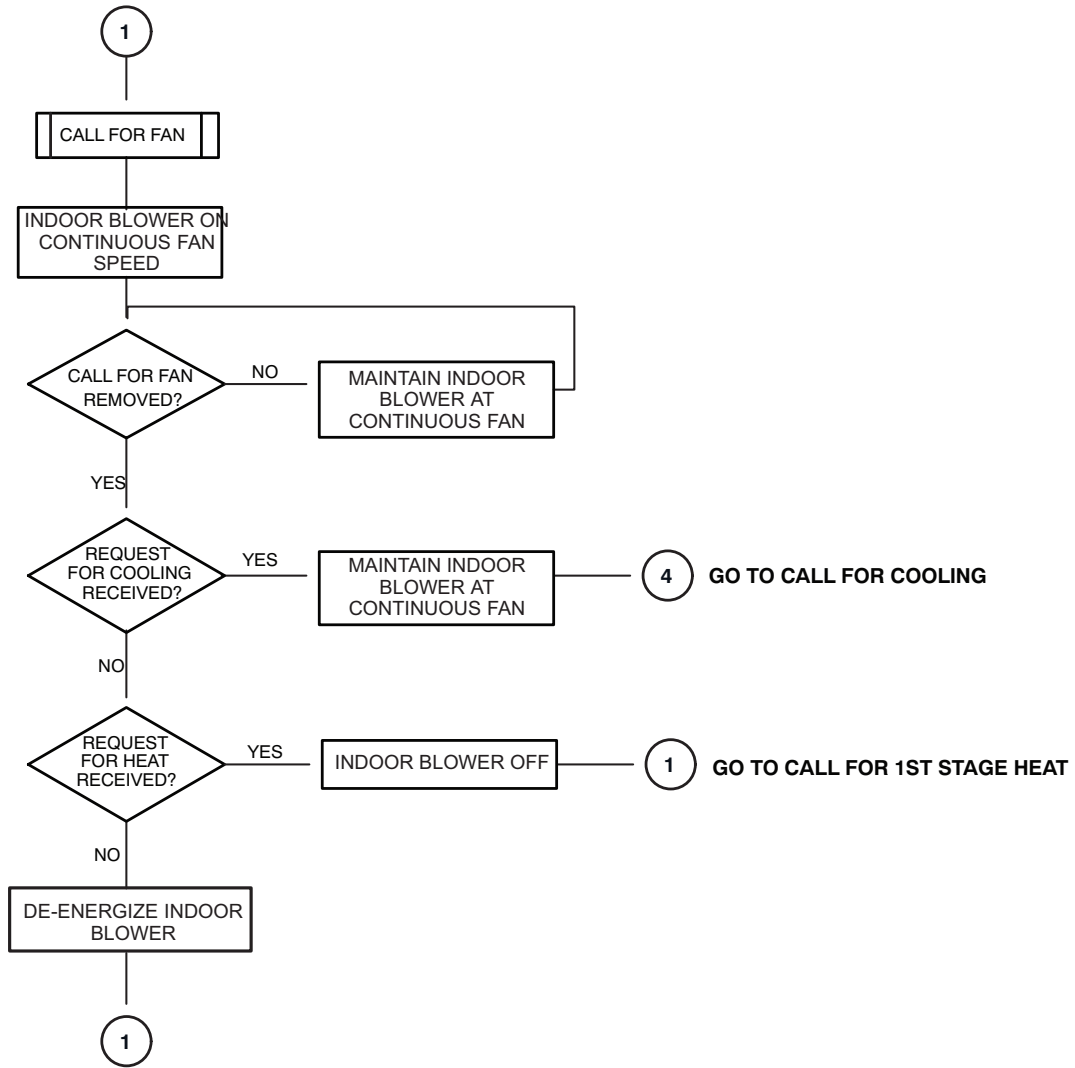 1
CALL FOR FAN
INDOOR BLOWER ON
CONTINUOUS FAN
SPEED
CALL FOR FAN
REMOVED?
NO
MAINTAIN INDOOR
BLOWER AT
CONTINUOUS FAN
YES
REQUEST
FOR COOLING
RECEIVED?
YES
MAINTAIN INDOOR
BLOWER AT
CONTINUOUS FAN
4
GO TO CALL FOR COOLING
NO
REQUEST
FOR HEAT
RECEIVED?
YES
INDOOR BLOWER OFF
1
GO TO CALL FOR 1ST STAGE HEAT
NO
DE-ENERGIZE INDOOR
BLOWER
1